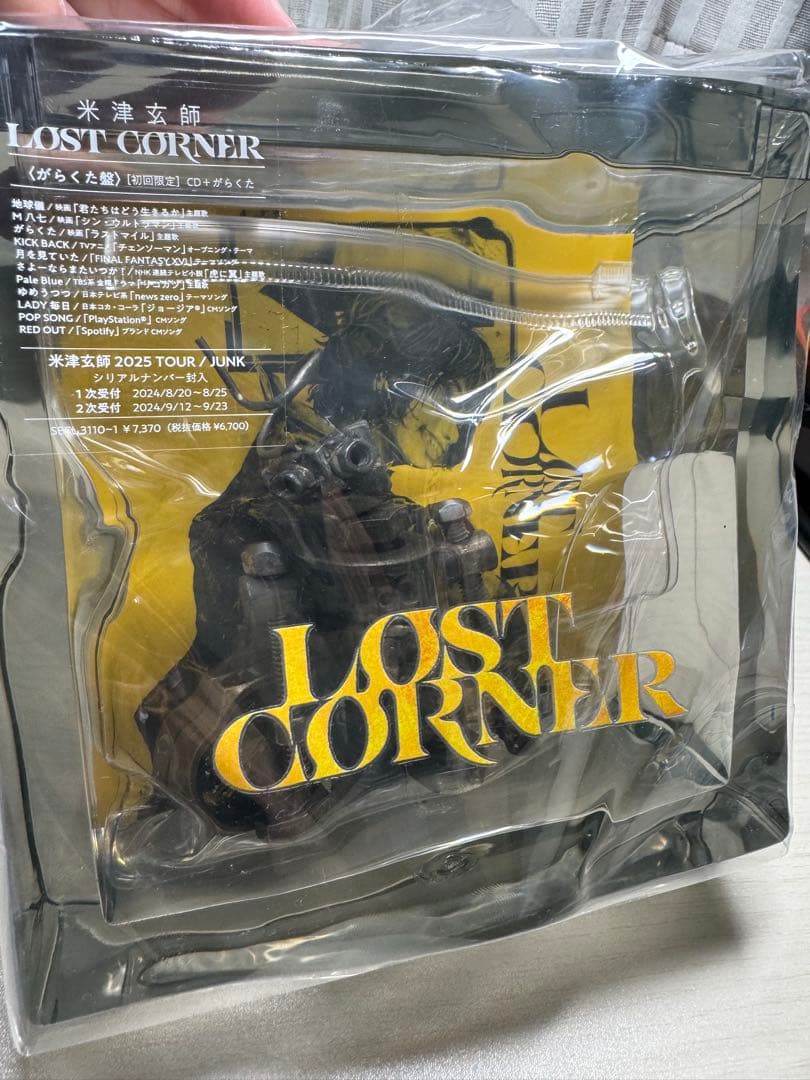 米津玄師
LOST CORNER
〈がらくた盤〉[初回限定] CD+がらくた
地球儀/映画「君たちはどう生きるか」主題歌
M八七/映画「シン・ウルトラマン」主題歌
がらくた/映画「ラストマイル」主題歌
KICK BACK/TVアニメ「チェンソーマン」オープニング・テーマ
月を見ていた/「FINAL FANTASY XVI」テーマソング
さよーならまたいつか!/NHK 連続テレビ小説「虎に翼」主題歌
Pale Blue/TBS系 金曜ドラマ「リコカツ」主題歌
ゆめうつつ/日本テレビ系「news zero」テーマソング
LADY 毎日/日本コカ・コーラ「ジョージア®」CMソング
POP SONG/「PlayStation®」CMソング
RED OUT/「Spotify」ブランドCMソング
米津玄師 2025 TOUR / JUNK
シリアルナンバー封入
1次受付 2024/8/20~8/25
2次受付 2024/9/12~9/23
SECL-3110~1 ¥7,370 (税抜価格 ¥6,700)
LOST
CORNER
LOST
CORNER